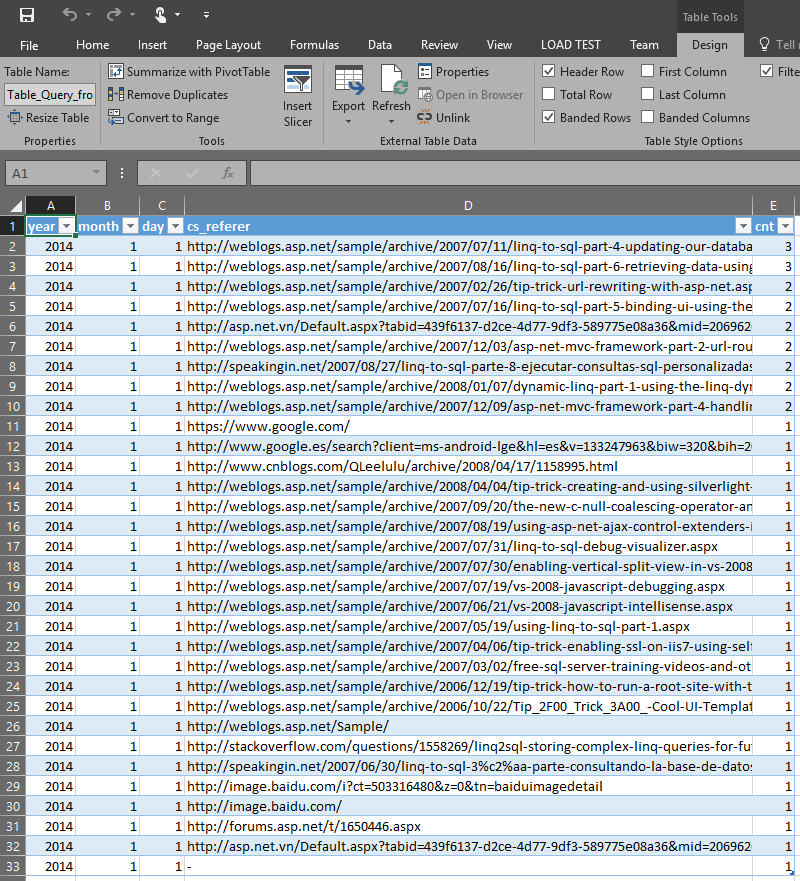 Table Tools
File Home Insert Page Layout Formulas Data Review View LOAD TEST Team Design Tell
Table Name: Summarize with PivotTable Properties Header Row First Column Filte
Table_Query_fro Remove Duplicates Insert Slicer Export Refresh Open in Browser Total Row Last Column
Resize Table Convert to Range Unlink Banded Rows Banded Columns
Properties Tools External Table Data Table Style Options
A1 fx
A B C D E
1 year month day cs_referer cnt
2 2014 1 1 http://weblogs.asp.net/sample/archive/2007/07/11/linq-to-sql-part-4-updating-our-databa 3
3 2014 1 1 http://weblogs.asp.net/sample/archive/2007/08/16/linq-to-sql-part-6-retrieving-data-using 3
4 2014 1 1 http://weblogs.asp.net/sample/archive/2007/02/26/tip-trick-url-rewriting-with-asp-net.asp 2
5 2014 1 1 http://weblogs.asp.net/sample/archive/2007/07/16/linq-to-sql-part-5-binding-ui-using-the 2
6 2014 1 1 http://asp.net.vn/Default.aspx?tabid=439f6137-d2ce-4d77-9df3-589775e08a36&mid=206962 2
7 2014 1 1 http://weblogs.asp.net/sample/archive/2007/12/03/asp-net-mvc-framework-part-2-url-rou 2
8 2014 1 1 http://speakingin.net/2007/08/27/linq-to-sql-parte-8-ejecutar-consultas-sql-personalizadas 2
9 2014 1 1 http://weblogs.asp.net/sample/archive/2008/01/07/dynamic-linq-part-1-using-the-linq-dyn 2
10 2014 1 1 http://weblogs.asp.net/sample/archive/2007/12/09/asp-net-mvc-framework-part-4-handlin 2
11 2014 1 1 https://www.google.com/ 1
12 2014 1 1 http://www.google.es/search?client=ms-android-lge&hl=es&v=133247963&biw=320&bih=2 1
13 2014 1 1 http://www.cnblogs.com/QLeelulu/archive/2008/04/17/1158995.html 1
14 2014 1 1 http://weblogs.asp.net/sample/archive/2008/04/04/tip-trick-creating-and-using-silverlight- 1
15 2014 1 1 http://weblogs.asp.net/sample/archive/2007/09/20/the-new-c-null-coalescing-operator-an 1
16 2014 1 1 http://weblogs.asp.net/sample/archive/2007/08/19/using-asp-net-ajax-control-extenders-i 1
17 2014 1 1 http://weblogs.asp.net/sample/archive/2007/07/31/linq-to-sql-debug-visualizer.aspx 1
18 2014 1 1 http://weblogs.asp.net/sample/archive/2007/07/30/enabling-vertical-split-view-in-vs-2008 1
19 2014 1 1 http://weblogs.asp.net/sample/archive/2007/07/19/vs-2008-javascript-debugging.aspx 1
20 2014 1 1 http://weblogs.asp.net/sample/archive/2007/06/21/vs-2008-javascript-intellisense.aspx 1
21 2014 1 1 http://weblogs.asp.net/sample/archive/2007/05/19/using-linq-to-sql-part-1.aspx 1
22 2014 1 1 http://weblogs.asp.net/sample/archive/2007/04/06/tip-trick-enabling-ssl-on-iis7-using-self 1
23 2014 1 1 http://weblogs.asp.net/sample/archive/2007/03/02/free-sql-server-training-videos-and-ot 1
24 2014 1 1 http://weblogs.asp.net/sample/archive/2006/12/19/tip-trick-how-to-run-a-root-site-with-t 1
25 2014 1 1 http://weblogs.asp.net/sample/archive/2006/10/22/Tip_2F00_Trick_3A00_-Cool-UI-Templat 1
26 2014 1 1 http://weblogs.asp.net/Sample/ 1
27 2014 1 1 http://stackoverflow.com/questions/1558269/linq2sql-storing-complex-linq-queries-for-fu 1
28 2014 1 1 http://speakingin.net/2007/06/30/linq-to-sql-3%c2%aa-parte-consultando-la-base-de-datos 1
29 2014 1 1 http://image.baidu.com/i?ct=503316480&z=0&tn=baiduimagedetail 1
30 2014 1 1 http://image.baidu.com/ 1
31 2014 1 1 http://forums.asp.net/t/1650446.aspx 1
32 2014 1 1 http://asp.net.vn/Default.aspx?tabid=439f6137-d2ce-4d77-9df3-589775e08a36&mid=206962 1
33 2014 1 1 - 1